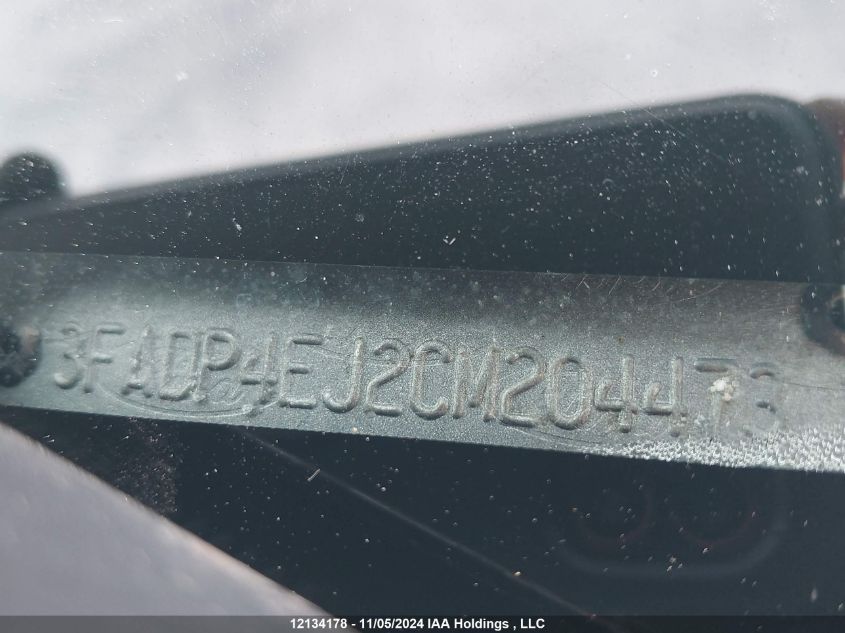 3FADP4EJ2CM204473
12134178 - 11/05/2024 IAA Holdings , LLC